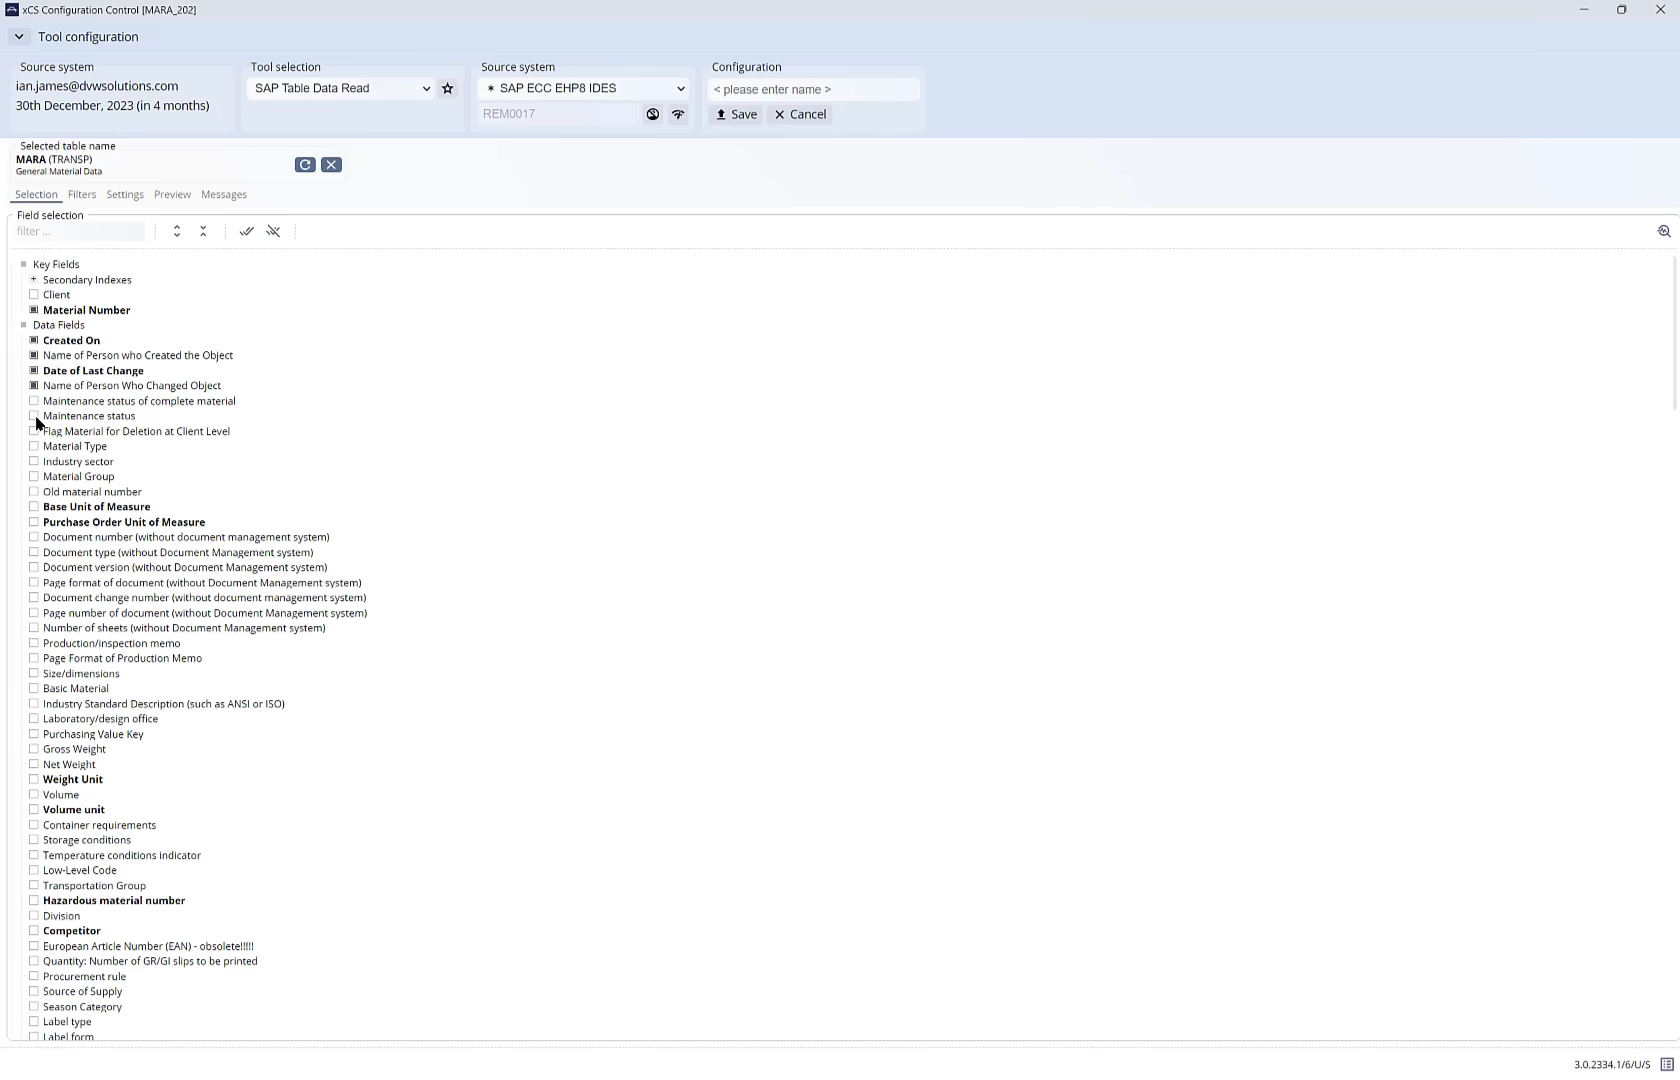 xCS Configuration Control [MARA_202]
Tool configuration
Source system
ian.james@dvwsolutions.com
30th December, 2023 (in 4 months)
Tool selection
SAP Table Data Read
Source system
✶ SAP ECC EHP8 IDES
REM0017
Configuration
< please enter name >
Save
Cancel
Selected table name
MARA (TRANSP)
General Material Data
Selection Filters Settings Preview Messages
Field selection
filter ...
Key Fields
Secondary Indexes
Client
Material Number
Data Fields
Created On
Name of Person who Created the Object
Date of Last Change
Name of Person Who Changed Object
Maintenance status of complete material
Maintenance status
Flag Material for Deletion at Client Level
Material Type
Industry sector
Material Group
Old material number
Base Unit of Measure
Purchase Order Unit of Measure
Document number (without document management system)
Document type (without Document Management system)
Document version (without Document Management system)
Page format of document (without Document Management system)
Document change number (without document management system)
Page number of document (without Document Management system)
Number of sheets (without Document Management system)
Production/inspection memo
Page Format of Production Memo
Size/dimensions
Basic Material
Industry Standard Description (such as ANSI or ISO)
Laboratory/design office
Purchasing Value Key
Gross Weight
Net Weight
Weight Unit
Volume
Volume unit
Container requirements
Storage conditions
Temperature conditions indicator
Low-Level Code
Transportation Group
Hazardous material number
Division
Competitor
European Article Number (EAN) - obsolete!!!!!
Quantity: Number of GR/GI slips to be printed
Procurement rule
Source of Supply
Season Category
Label type
Label form
3.0.2334.1/6/U/S